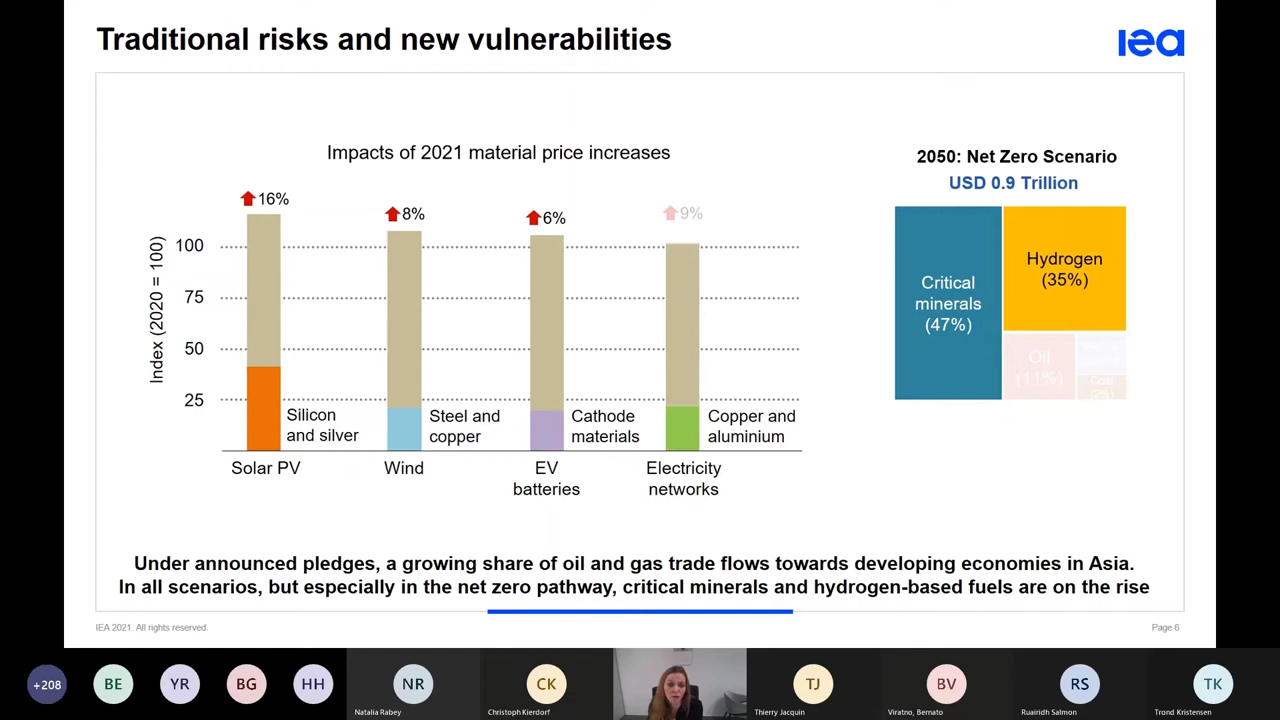 Traditional risks and new vulnerabilities
iea
Impacts of 2021 material price increases
16%
8%
6%
9%
Index (2020 = 100)
100
75
50
25
Silicon
and silver
Steel and
copper
Cathode
materials
Copper and
aluminium
Solar PV
Wind
EV
batteries
Electricity
networks
2050: Net Zero Scenario
USD 0.9 Trillion
Critical
minerals
(47%)
Hydrogen
(35%)
Oil
(11%)
Coal
Under announced pledges, a growing share of oil and gas trade flows towards developing economies in Asia.
In all scenarios, but especially in the net zero pathway, critical minerals and hydrogen-based fuels are on the rise
IEA 2021. All rights reserved.
Page 6
+208
BE
YR
BG
HH
NR
Natalia Rabey
CK
Christoph Kierdorf
TJ
Thierry Jacquin
BV
Viratno, Bernato
RS
Ruairidh Salmon
TK
Trond Kristensen